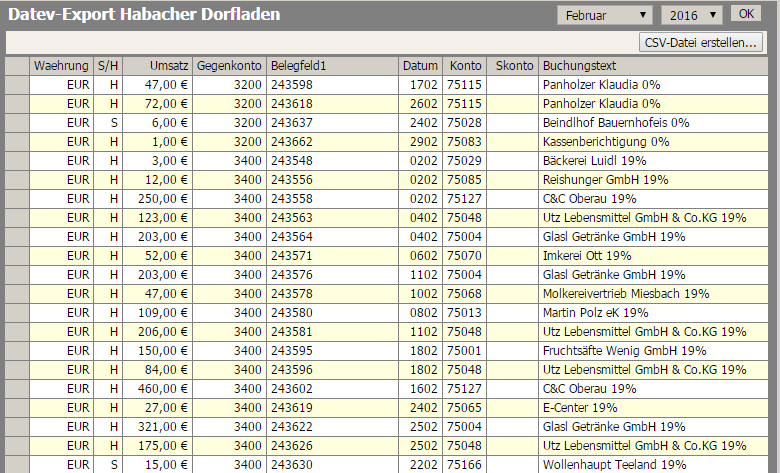 Datev-Export Habacher Dorfladen Februar 2016 OK
CSV-Datei erstellen...
Waehrung S/H Umsatz Gegenkonto Belegfeld1 Datum Konto Skonto Buchungstext
EUR H 47,00 € 3200 243598 1702 75115 Panholzer Klaudia 0%
EUR H 72,00 € 3200 243618 2602 75115 Panholzer Klaudia 0%
EUR S 6,00 € 3200 243637 2402 75028 Beindlhof Bauernhofeis 0%
EUR H 1,00 € 3200 243662 2902 75083 Kassenberichtigung 0%
EUR H 3,00 € 3400 243548 0202 75029 Bäckerei Luidl 19%
EUR H 12,00 € 3400 243556 0202 75085 Reishunger GmbH 19%
EUR H 250,00 € 3400 243558 0202 75127 C&C Oberau 19%
EUR H 123,00 € 3400 243563 0402 75048 Utz Lebensmittel GmbH & Co.KG 19%
EUR H 203,00 € 3400 243564 0402 75004 Glasl Getränke GmbH 19%
EUR H 52,00 € 3400 243571 0602 75070 Imkerei Ott 19%
EUR H 203,00 € 3400 243576 1102 75004 Glasl Getränke GmbH 19%
EUR H 47,00 € 3400 243578 1002 75068 Molkereivertrieb Miesbach 19%
EUR H 109,00 € 3400 243580 0802 75013 Martin Polz eK 19%
EUR H 206,00 € 3400 243581 1102 75048 Utz Lebensmittel GmbH & Co.KG 19%
EUR H 150,00 € 3400 243595 1802 75001 Fruchtsäfte Wenig GmbH 19%
EUR H 84,00 € 3400 243596 1802 75048 Utz Lebensmittel GmbH & Co.KG 19%
EUR H 460,00 € 3400 243602 1602 75127 C&C Oberau 19%
EUR H 27,00 € 3400 243619 2402 75065 E-Center 19%
EUR H 321,00 € 3400 243622 2502 75004 Glasl Getränke GmbH 19%
EUR H 175,00 € 3400 243626 2502 75048 Utz Lebensmittel GmbH & Co.KG 19%
EUR S 15,00 € 3400 243630 2202 75166 Wollenhaupt Teeland 19%